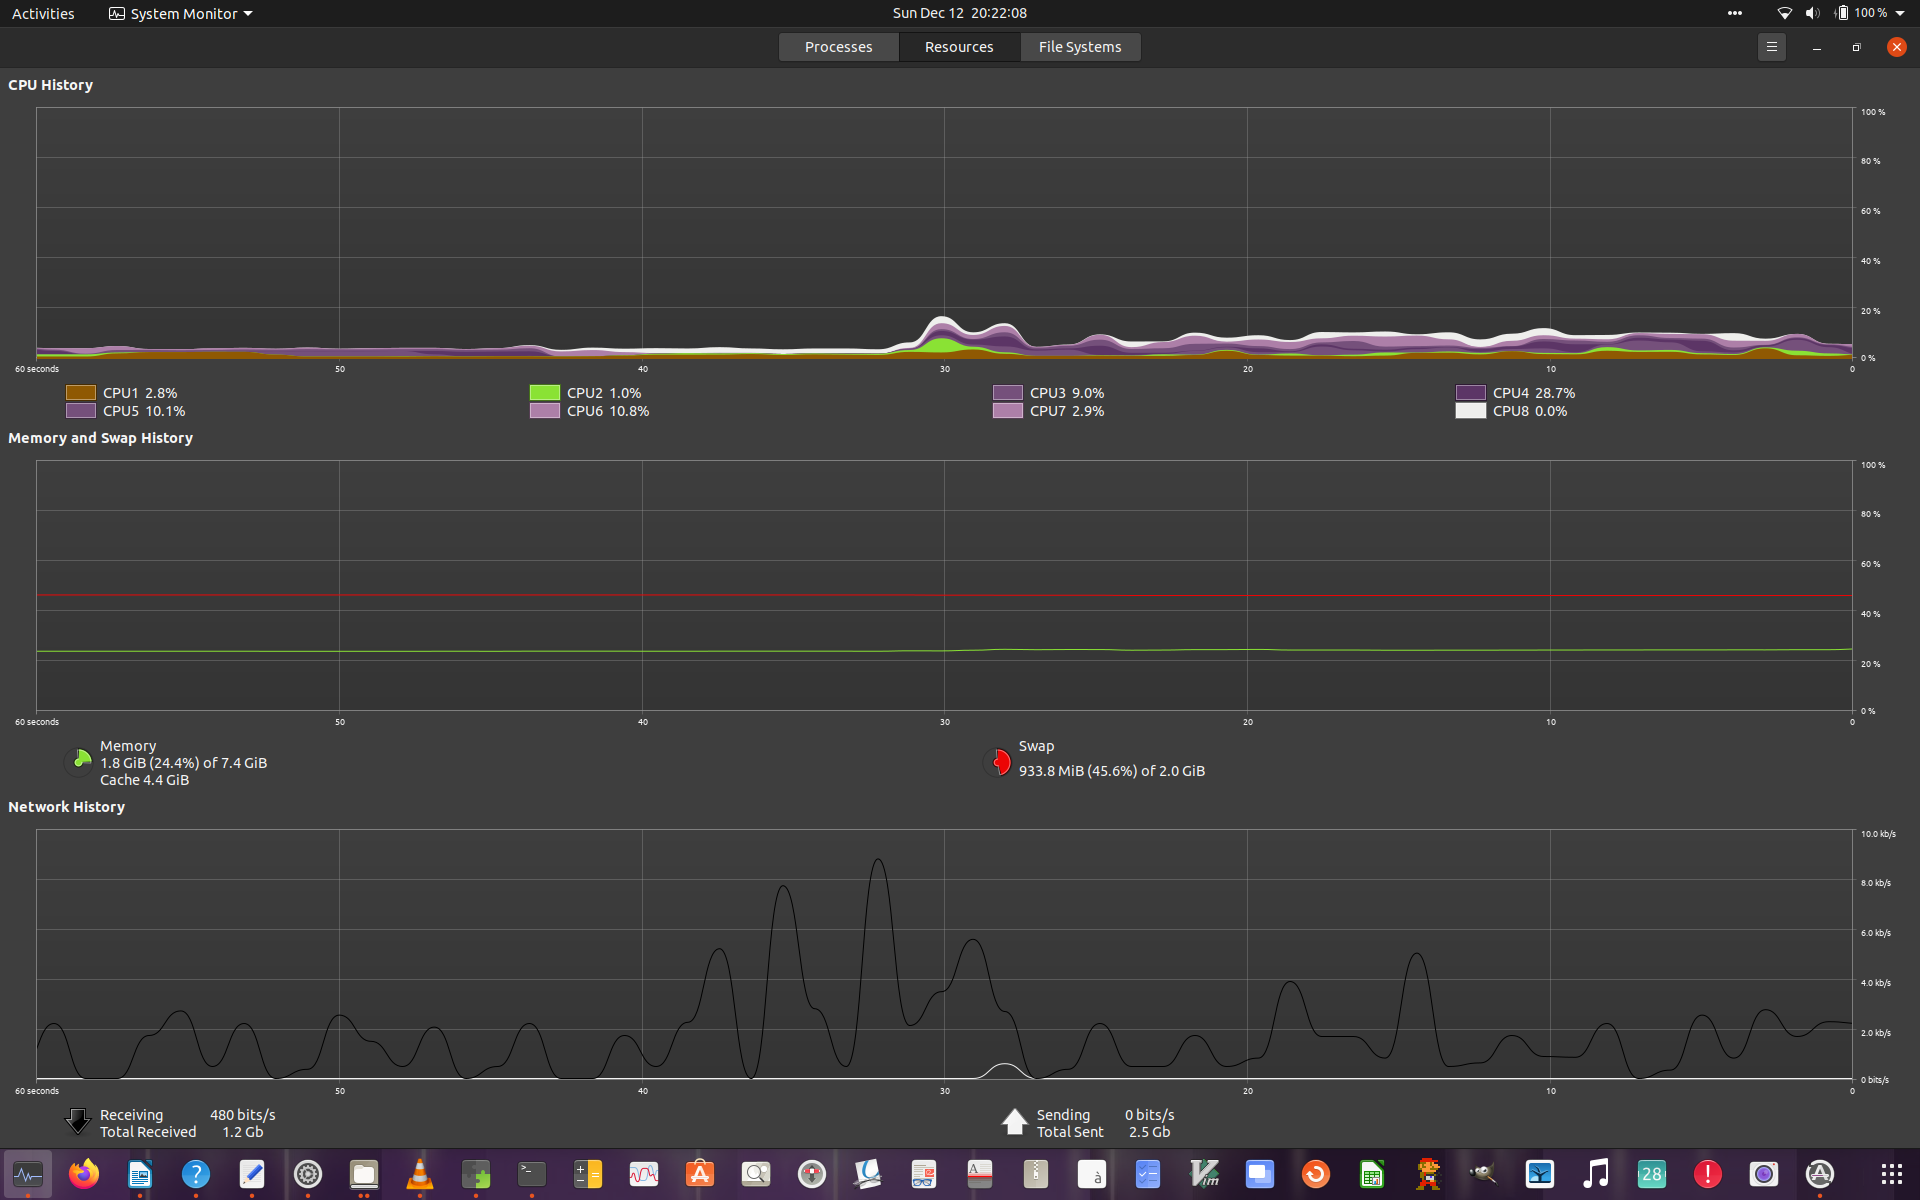 Activities
System Monitor
Sun Dec 12 20:22:08
100 %
Processes
Resources
File Systems
CPU History
100 %
80 %
60 %
40 %
20 %
0 %
60 seconds 50 40 30 20 10 0
CPU1 2.8% CPU2 1.0% CPU3 9.0% CPU4 28.7%
CPU5 10.1% CPU6 10.8% CPU7 2.9% CPU8 0.0%
Memory and Swap History
100 %
80 %
60 %
40 %
20 %
0 %
60 seconds 50 40 30 20 10 0
Memory
1.8 GiB (24.4%) of 7.4 GiB
Cache 4.4 GiB
Swap
933.8 MiB (45.6%) of 2.0 GiB
Network History
10.0 kb/s
8.0 kb/s
6.0 kb/s
4.0 kb/s
2.0 kb/s
0 bits/s
60 seconds 50 40 30 20 10 0
Receiving 480 bits/s
Total Received 1.2 Gb
Sending 0 bits/s
Total Sent 2.5 Gb
?
>_
A
à
Vim
28
!